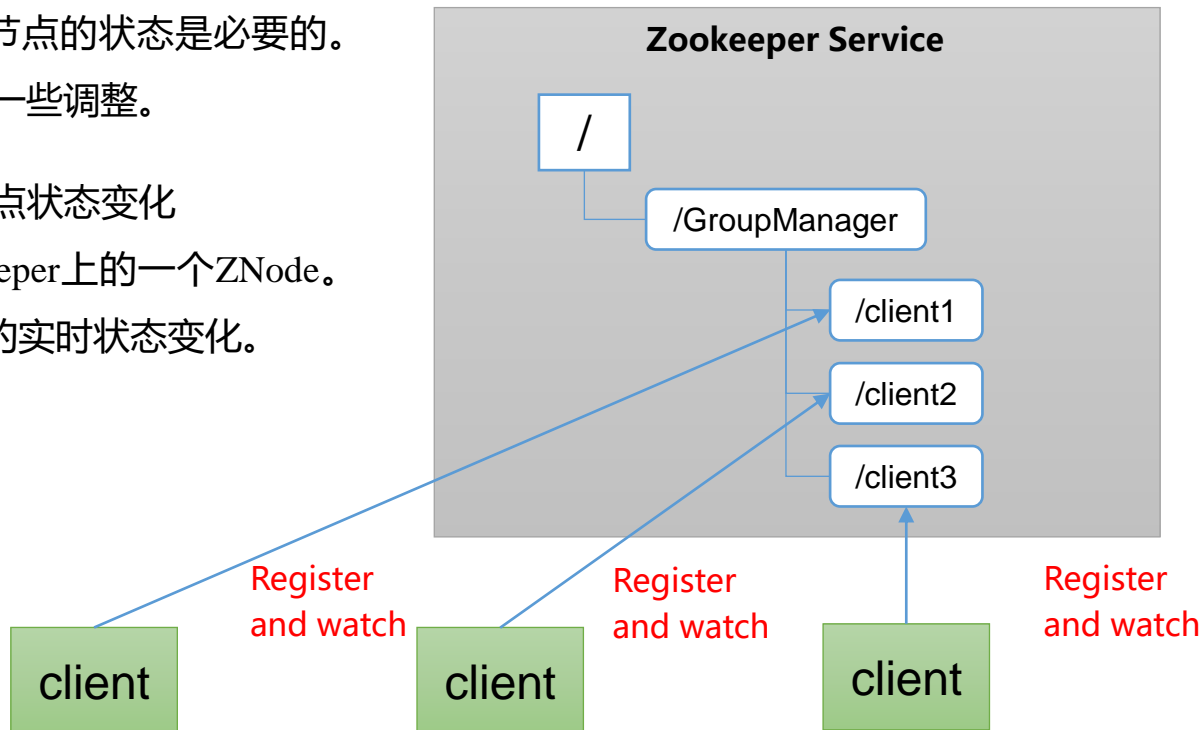 节点的状态是必要的。
一些调整。
点状态变化
eper上的一个ZNode。
的实时状态变化。
Zookeeper Service
/
/GroupManager
/client1
/client2
/client3
Register
and watch
Register
and watch
Register
and watch
client
client
client